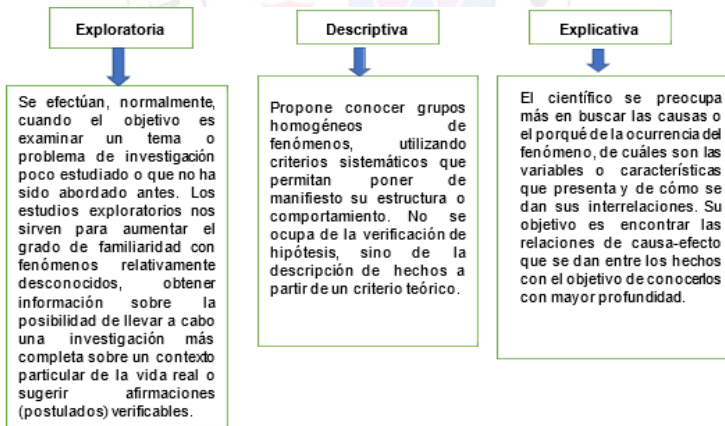 Exploratoria
Se efectúan, normalmente,
cuando el objetivo es
examinar un tema o
problema de investigación
poco estudiado o que no ha
sido abordado antes. Los
estudios exploratorios nos
sirven para aumentar el
grado de familiaridad con
fenómenos relativamente
desconocidos, obtener
información sobre la
posibilidad de llevar a cabo
una investigación más
completa sobre un contexto
particular de la vida real o
sugerir afirmaciones
(postulados) verificables.
Descriptiva
Propone conocer grupos
homogéneos de
fenómenos, utilizando
criterios sistemáticos que
permitan poner de
manifiesto su estructura o
comportamiento. No se
ocupa de la verificación de
hipótesis, sino de la
descripción de hechos a
partir de un criterio teórico.
Explicativa
El científico se preocupa
más en buscar las causas o
el porqué de la ocurrencia del
fenómeno, de cuáles son las
variables o características
que presenta y de cómo se
dan sus interrelaciones. Su
objetivo es encontrar las
relaciones de causa-efecto
que se dan entre los hechos
con el objetivo de conocerlos
con mayor profundidad.